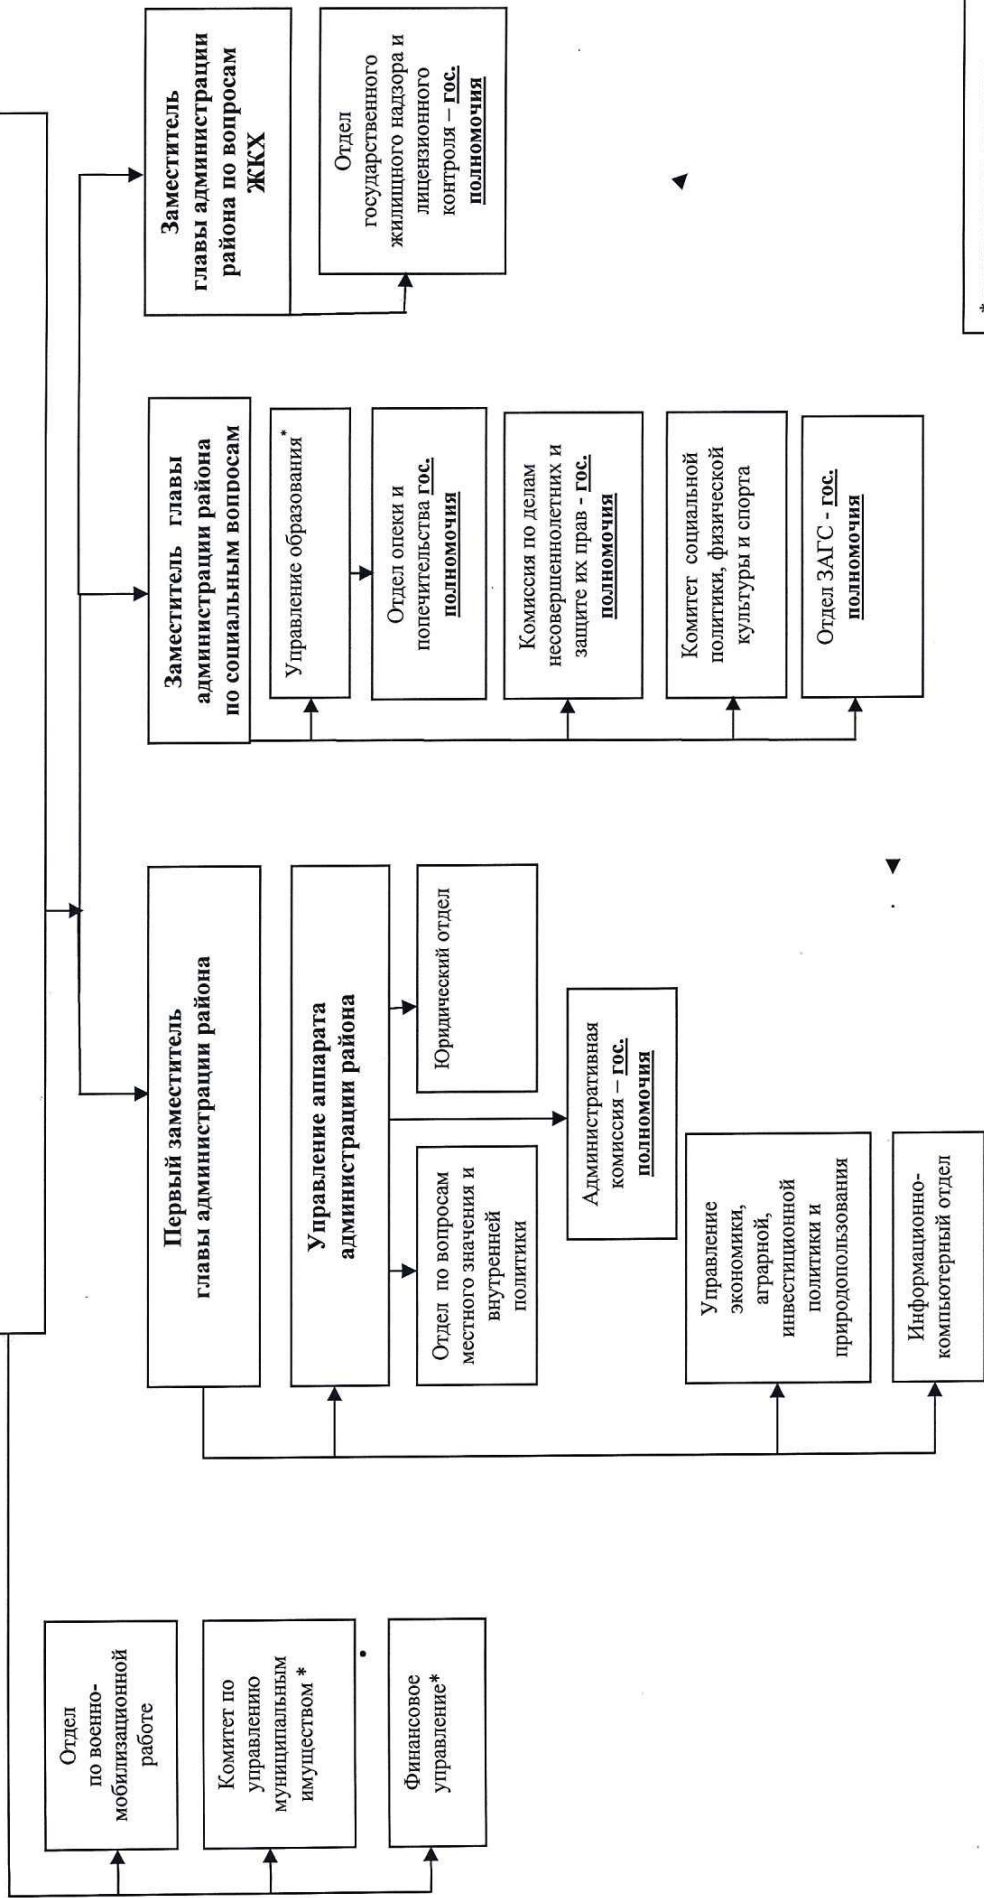 Отдел
по военно-
мобилизационной
работе
Комитет по
управлению
муниципальным
имуществом *
Финансовое
управление*
Первый заместитель
главы администрации района
Управление аппарата
администрации района
Отдел по вопросам
местного значения и
внутренней
политики
Юридический отдел
Административная
комиссия – гос.
полномочия
Управление
экономики,
аграрной,
инвестиционной
политики и
природопользования
Информационно-
компьютерный отдел
Заместитель главы
администрации района
по социальным вопросам
Управление образования*
Отдел опеки и
попечительства гос.
полномочия
Комиссия по делам
несовершеннолетних и
защите их прав - гос.
полномочия
Комитет социальной
политики, физической
культуры и спорта
Отдел ЗАГС - гос.
полномочия
Заместитель
главы администрации
района по вопросам
ЖКХ
Отдел
государственного
жилищного надзора и
лицензионного
контроля – гос.
полномочия
*